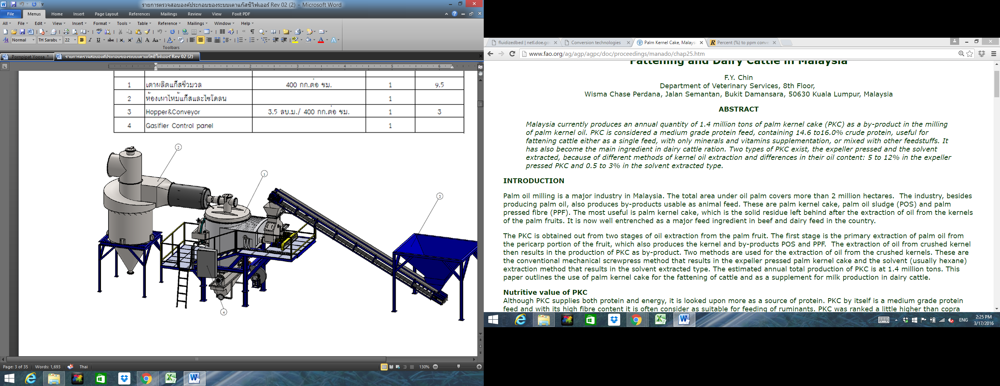 รายการตรวจสอบองค์ประกอบของระบบเตาแก๊สซิไฟเออร์ Rev 02 (2) - Microsoft Word
File Menus Home Insert Page Layout References Mailings Review View Foxit PDF
All File Edit View Insert Format Tools Table Reference Mailings Window Help
Normal TH Sarabu 22 B I U abc
Toolbars
Pornpipat Yoosa * รายการตรวจสอบองค์ประกอบของระบบเตาแก๊สซิไฟเออร์ Rev 02 (2)
1 2 3 4 5 6
1 เตาผลิตแก๊สชีวมวล 400 กก.ต่อ ชม. 1 9.5
2 ห้องเผาไหม้แก๊สและไซโคลน 1
3 Hopper&Conveyor 3.5 ลบ.ม./ 400 กก.ต่อ ชม. 1 3
4 Gasifier Control panel 1
2
1
3
4
Page: 3 of 35 Words: 1,693 Thai 130%
fluidizedbed | netl.doe.go Conversion technologies Palm Kernel Cake, Malays Percent (%) to ppm conve
www.fao.org/ag/agp/agpc/doc/proceedings/manado/chap25.htm
Fattening and Dairy Cattle in Malaysia
F.Y. Chin
Department of Veterinary Services, 8th Floor,
Wisma Chase Perdana, Jalan Semantan, Bukit Damansara, 50630 Kuala Lumpur, Malaysia
ABSTRACT
Malaysia currently produces an annual quantity of 1.4 million tons of palm kernel cake (PKC) as a by-product in the milling
of palm kernel oil. PKC is considered a medium grade protein feed, containing 14.6 to16.0% crude protein, useful for
fattening cattle either as a single feed, with only minerals and vitamins supplementation, or mixed with other feedstuffs. It
has also become the main ingredient in dairy cattle ration. Two types of PKC exist, the expeller pressed and the solvent
extracted, because of different methods of kernel oil extraction and differences in their oil content: 5 to 12% in the expeller
pressed PKC and 0.5 to 3% in the solvent extracted type.
INTRODUCTION
Palm oil milling is a major industry in Malaysia. The total area under oil palm covers more than 2 million hectares. The industry, besides
producing palm oil, also produces by-products usable as animal feed. These are palm kernel cake, palm oil sludge (POS) and palm
pressed fibre (PPF). The most useful is palm kernel cake, which is the solid residue left behind after the extraction of oil from the kernels
of the palm fruits. It is now well entrenched as a major feed ingredient in beef and dairy feed in the country.
The PKC is obtained out from two stages of oil extraction from the palm fruit. The first stage is the primary extraction of palm oil from
the pericarp portion of the fruit, which also produces the kernel and by-products POS and PPF. The extraction of oil from crushed kernel
then results in the production of PKC as by-product. Two methods are used for the extraction of oil from the crushed kernels. These are
the conventional mechanical screwpress method that results in the expeller pressed palm kernel cake and the solvent (usually hexane)
extraction method that results in the solvent extracted type. The estimated annual total production of PKC is at 1.4 million tons. This
paper outlines the use of palm kernel cake for the fattening of cattle and as a supplement for milk production in dairy cattle.
Nutritive value of PKC
Although PKC supplies both protein and energy, it is looked upon more as a source of protein. PKC by itself is a medium grade protein
feed and with its high fibre content it is often consider as suitable for feeding of ruminants. PKC was ranked a little higher than copra
ENG 2:25 PM
3/17/2016